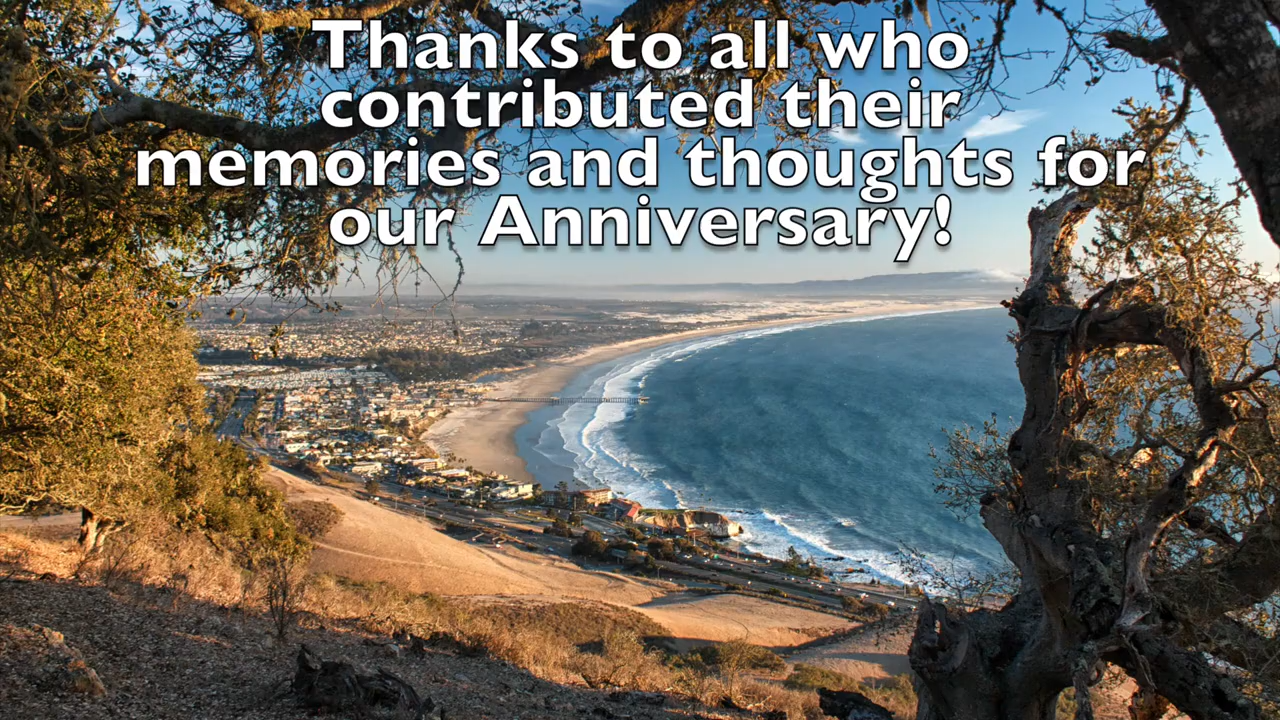 Thanks to all who
contributed their
memories and thoughts for
our Anniversary!